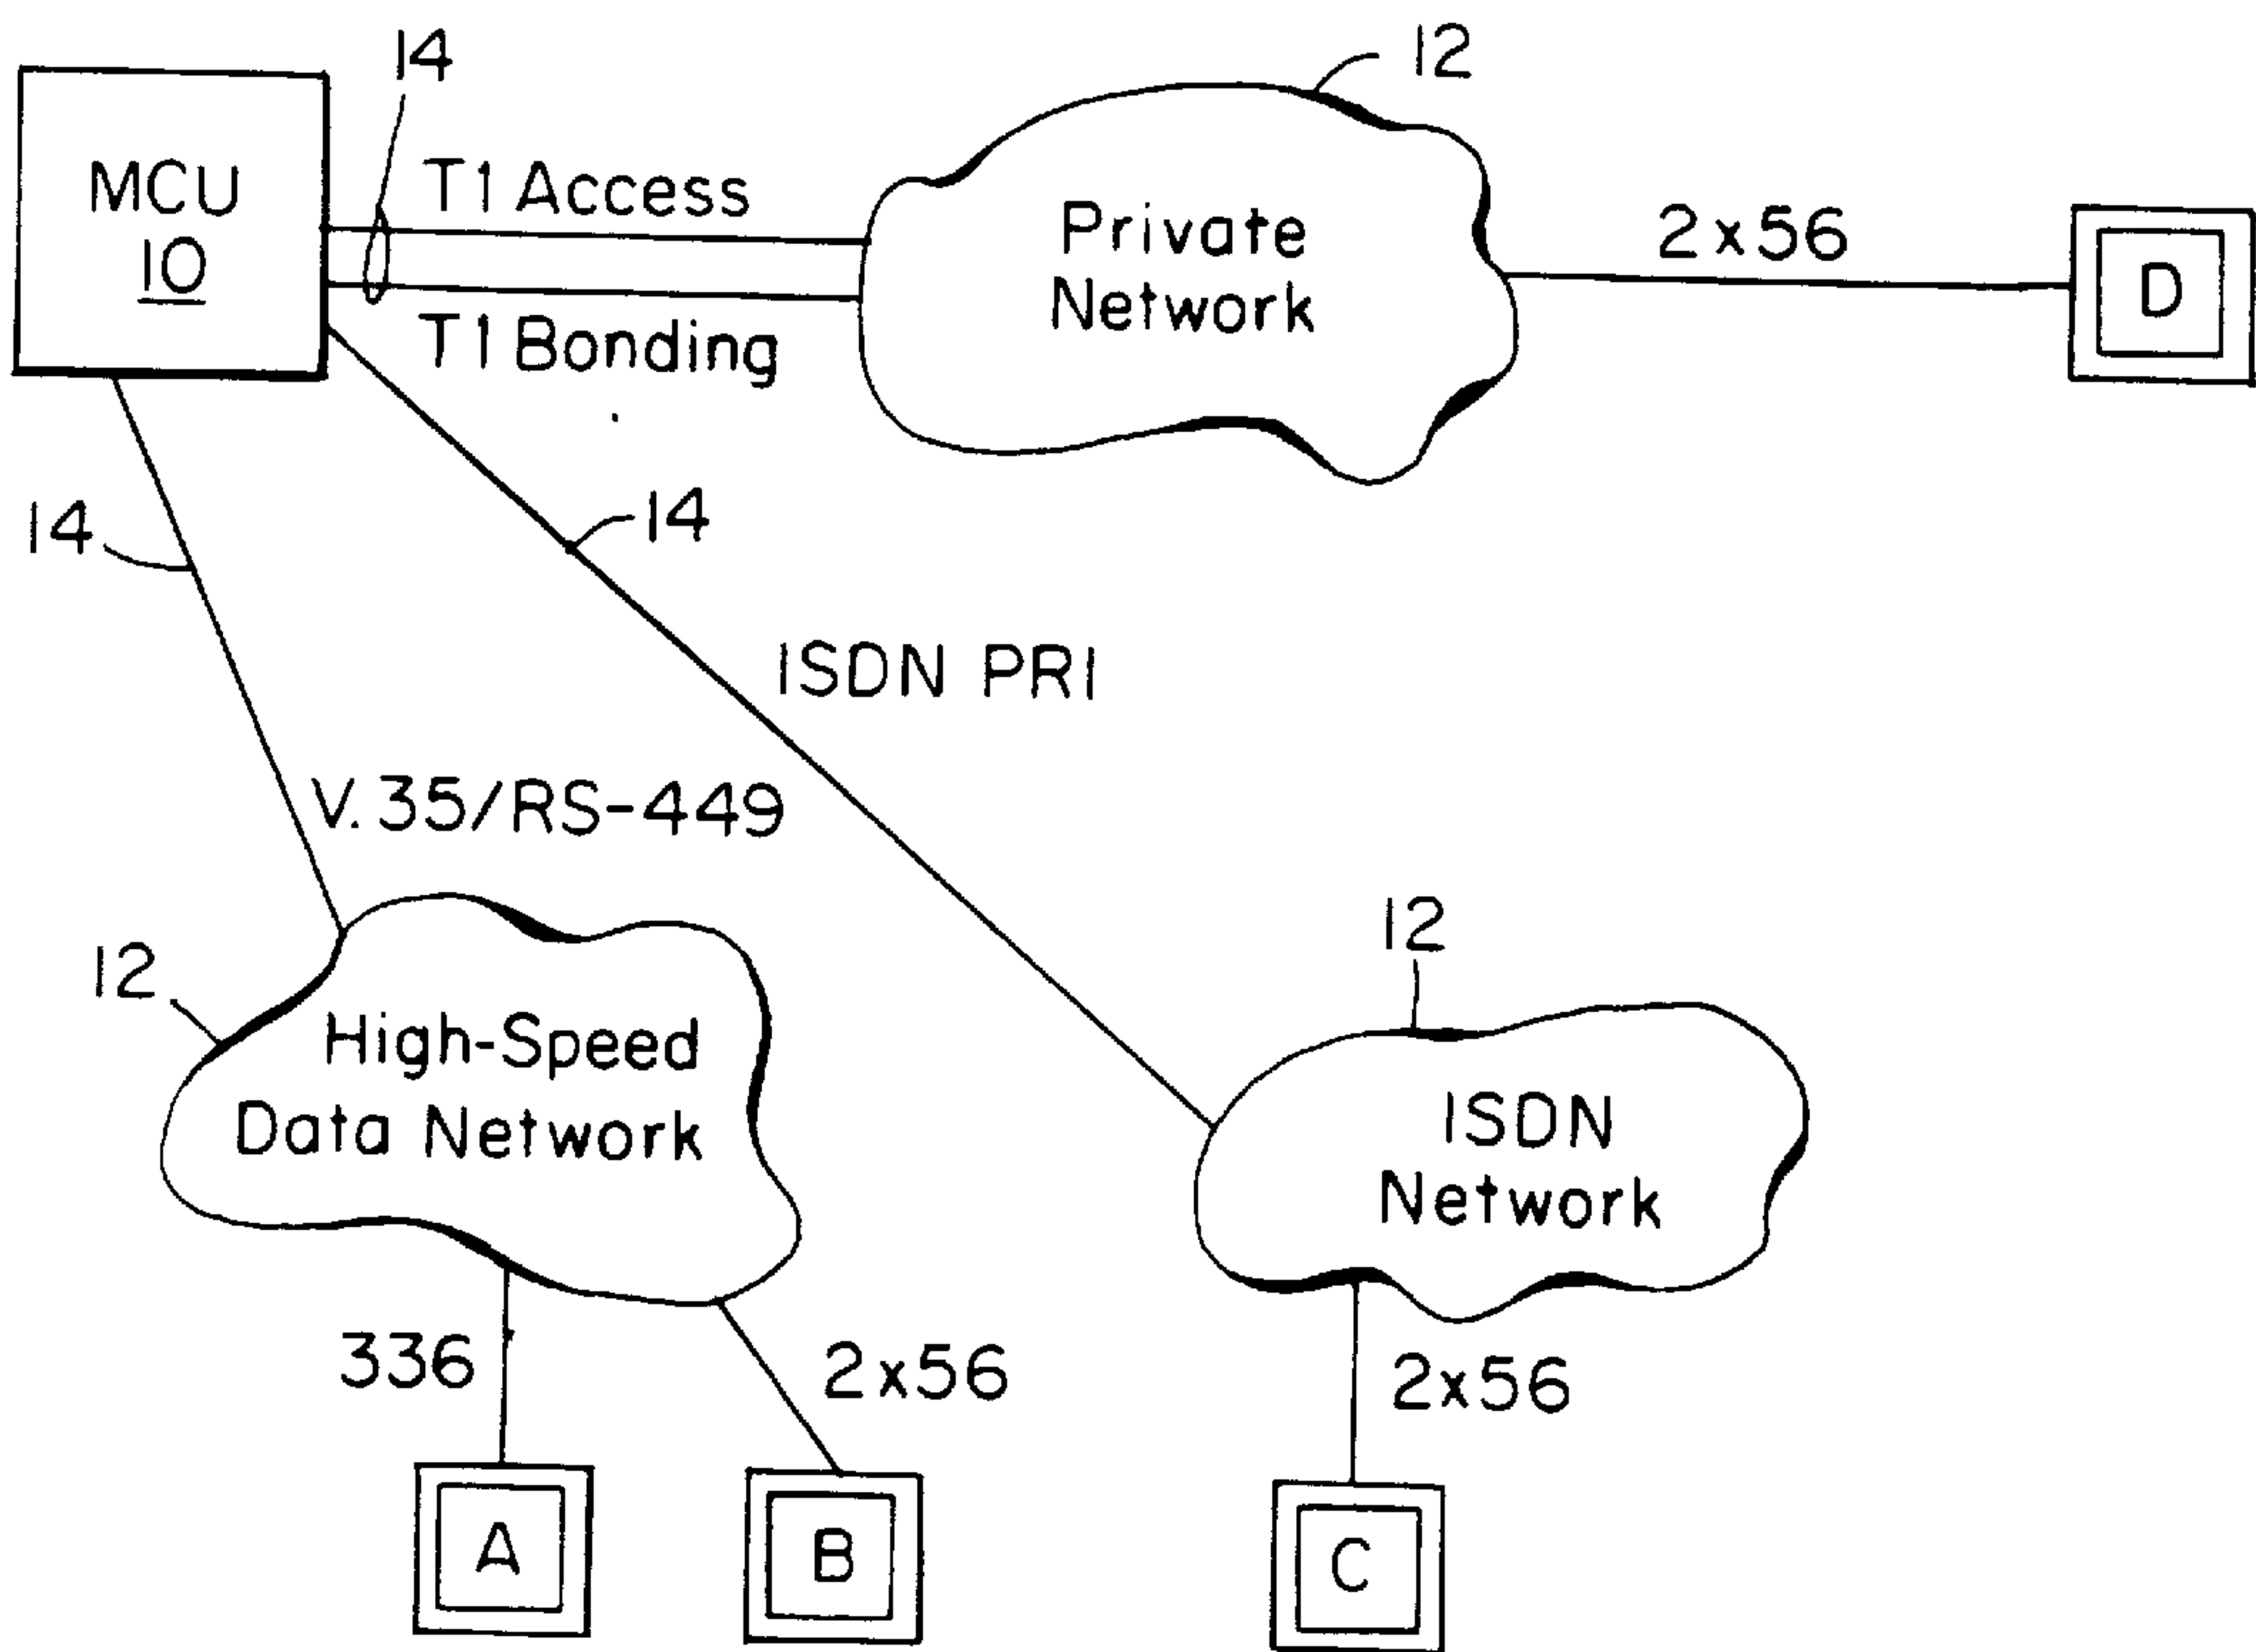 14
12
MCU
10
T1 Access
Private
Network
2x56
D
T1 Bonding
14
14
ISDN PRI
V.35/RS-449
12
12
High-Speed
Data Network
ISDN
Network
336
2x56
2x56
A
B
C